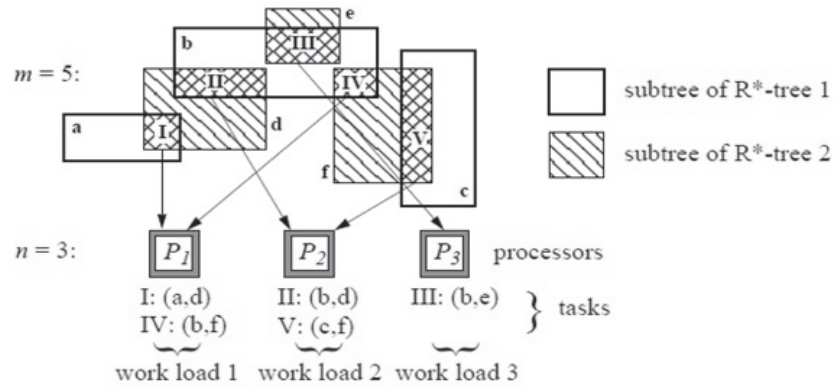 e
b
III
m = 5:
II
IV
subtree of R*-tree 1
a
I
d
V
subtree of R*-tree 2
f
c
n = 3:
P1
P2
P3
processors
I: (a,d)
II: (b,d)
III: (b,e)
IV: (b,f)
V: (c,f)
tasks
work load 1
work load 2
work load 3